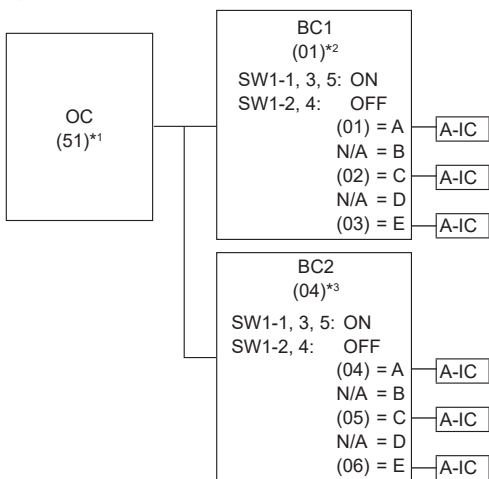 OC
(51)*1
BC1
(01)*2
SW1-1, 3, 5: ON
SW1-2, 4: OFF
(01) = A A-IC
N/A = B
(02) = C A-IC
N/A = D
(03) = E A-IC
BC2
(04)*3
SW1-1, 3, 5: ON
SW1-2, 4: OFF
(04) = A A-IC
N/A = B
(05) = C A-IC
N/A = D
(06) = E A-IC